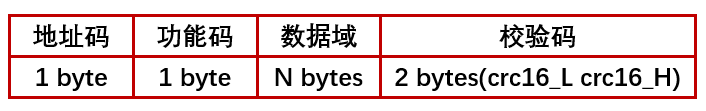 地址码 功能码 数据域 校验码
1 byte 1 byte N bytes 2 bytes(crc16_L crc16_H)